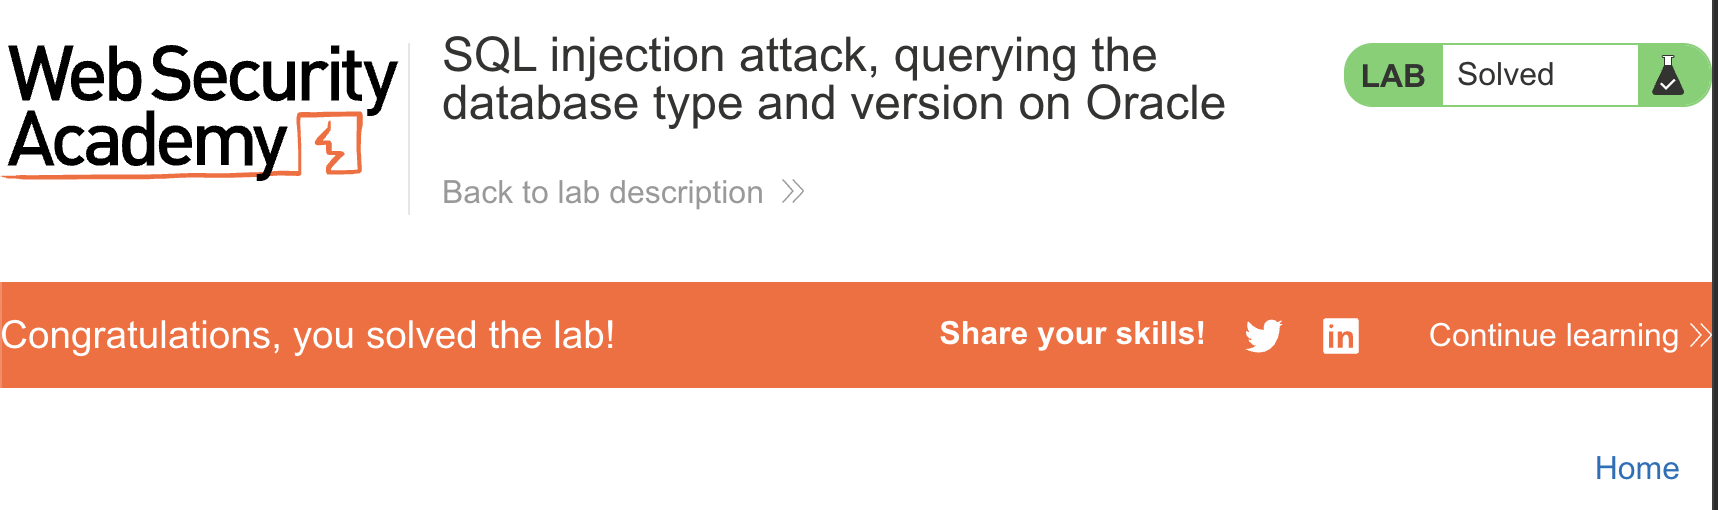 Web Security
Academy
SQL injection attack, querying the
database type and version on Oracle
LAB Solved
Back to lab description
Congratulations, you solved the lab!
Share your skills!
in
Continue learning
Home